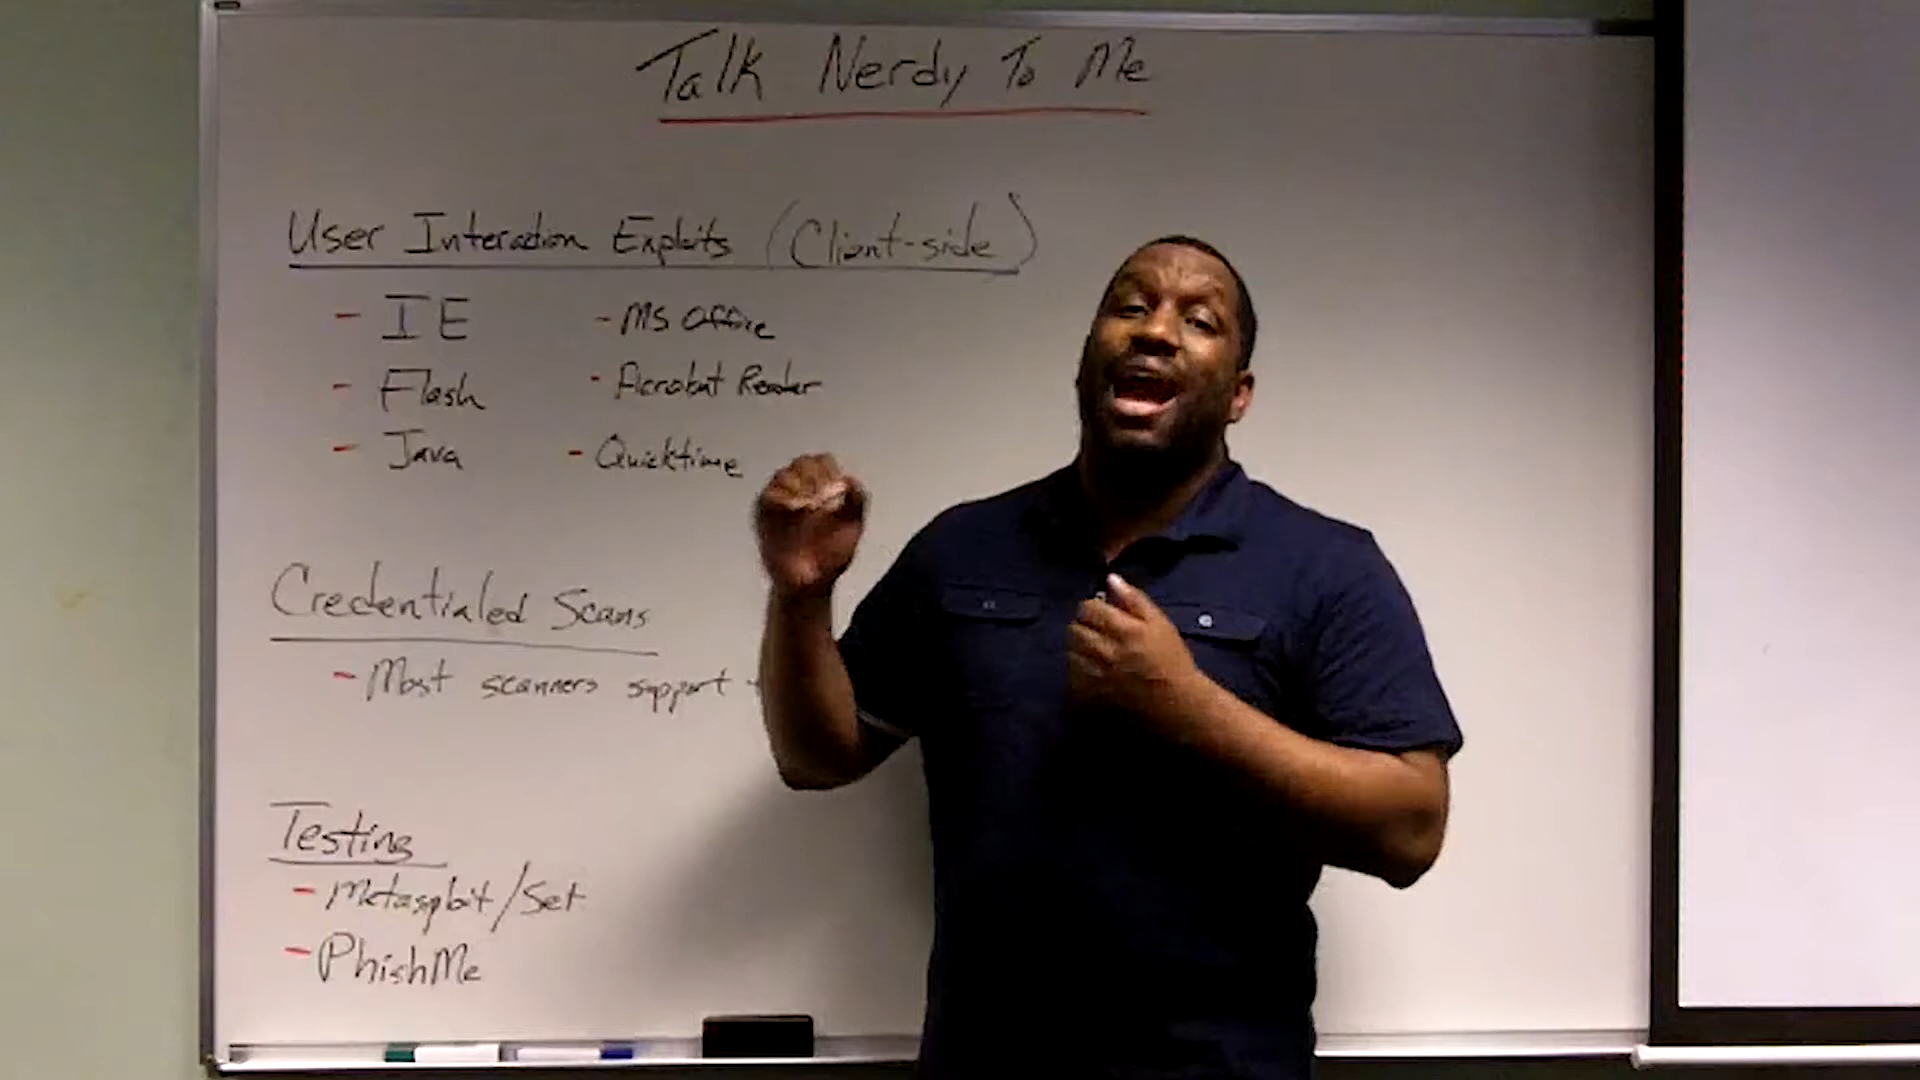 Talk Nerdy To Me
User Interaction Exploits (Client-side)
- IE
- Flash
- Java
- MS Office
- Acrobat Reader
- Quicktime
Credentialed Scans
- Most scanners support
Testing
- Metasploit/Set
- PhishMe